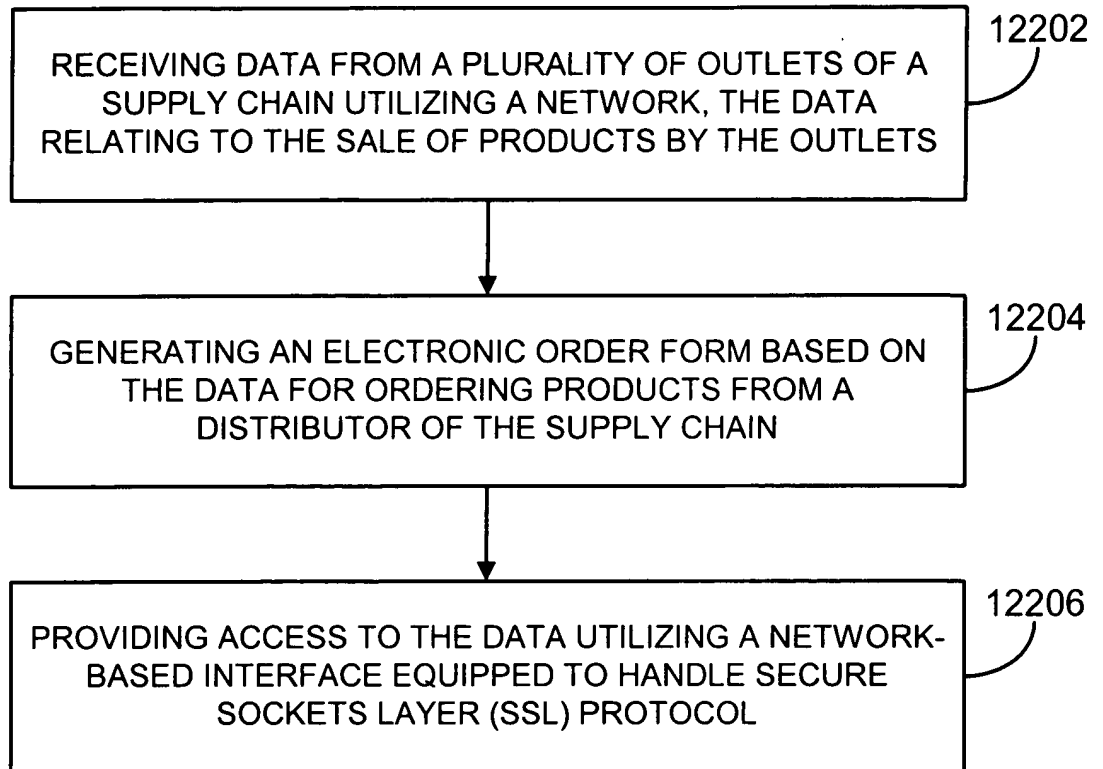 12202
RECEIVING DATA FROM A PLURALITY OF OUTLETS OF A
SUPPLY CHAIN UTILIZING A NETWORK, THE DATA
RELATING TO THE SALE OF PRODUCTS BY THE OUTLETS
12204
GENERATING AN ELECTRONIC ORDER FORM BASED ON
THE DATA FOR ORDERING PRODUCTS FROM A
DISTRIBUTOR OF THE SUPPLY CHAIN
12206
PROVIDING ACCESS TO THE DATA UTILIZING A NETWORK-
BASED INTERFACE EQUIPPED TO HANDLE SECURE
SOCKETS LAYER (SSL) PROTOCOL